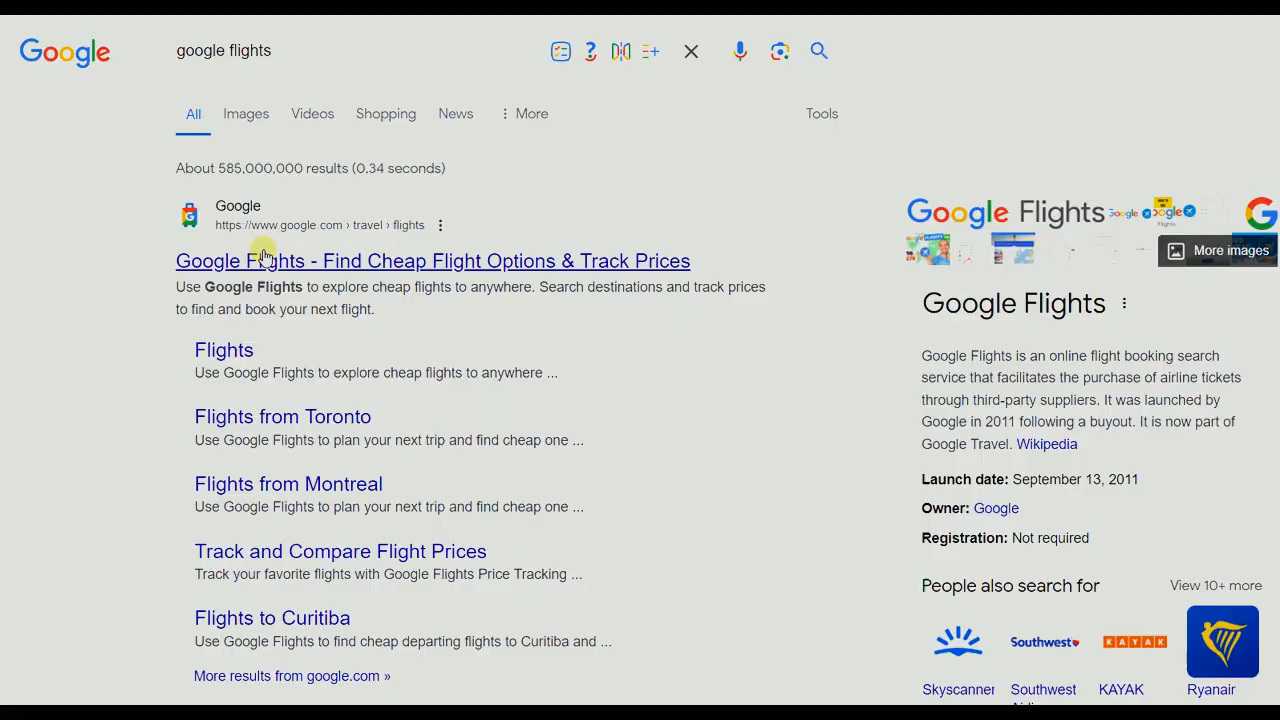 Google
google flights
All
Images
Videos
Shopping
News
More
Tools
About 585,000,000 results (0.34 seconds)
Google
https://www.google.com › travel › flights
Google Flights - Find Cheap Flight Options & Track Prices
Use Google Flights to explore cheap flights to anywhere. Search destinations and track prices
to find and book your next flight.
Flights
Use Google Flights to explore cheap flights to anywhere ...
Flights from Toronto
Use Google Flights to plan your next trip and find cheap one ...
Flights from Montreal
Use Google Flights to plan your next trip and find cheap one ...
Track and Compare Flight Prices
Track your favorite flights with Google Flights Price Tracking ...
Flights to Curitiba
Use Google Flights to find cheap departing flights to Curitiba and ...
More results from google.com »
Google Flights
More images
Google Flights
Google Flights is an online flight booking search
service that facilitates the purchase of airline tickets
through third-party suppliers. It was launched by
Google in 2011 following a buyout. It is now part of
Google Travel. Wikipedia
Launch date: September 13, 2011
Owner: Google
Registration: Not required
People also search for
View 10+ more
Southwest
KAYAK
Skyscanner
Southwest
KAYAK
Ryanair